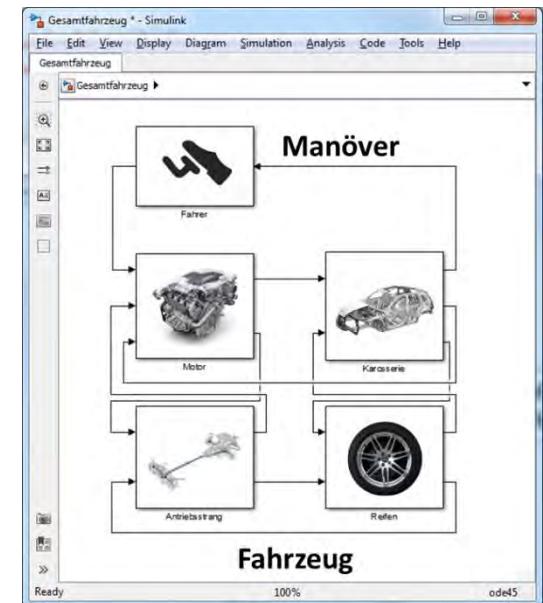 Gesamtfahrzeug * - Simulink
File Edit View Display Diagram Simulation Analysis Code Tools Help
Gesamtfahrzeug
Gesamtfahrzeug
Manöver
Fahrer
Motor
Karosserie
Antriebsstrang
Reifen
Fahrzeug
Ready 100% ode45